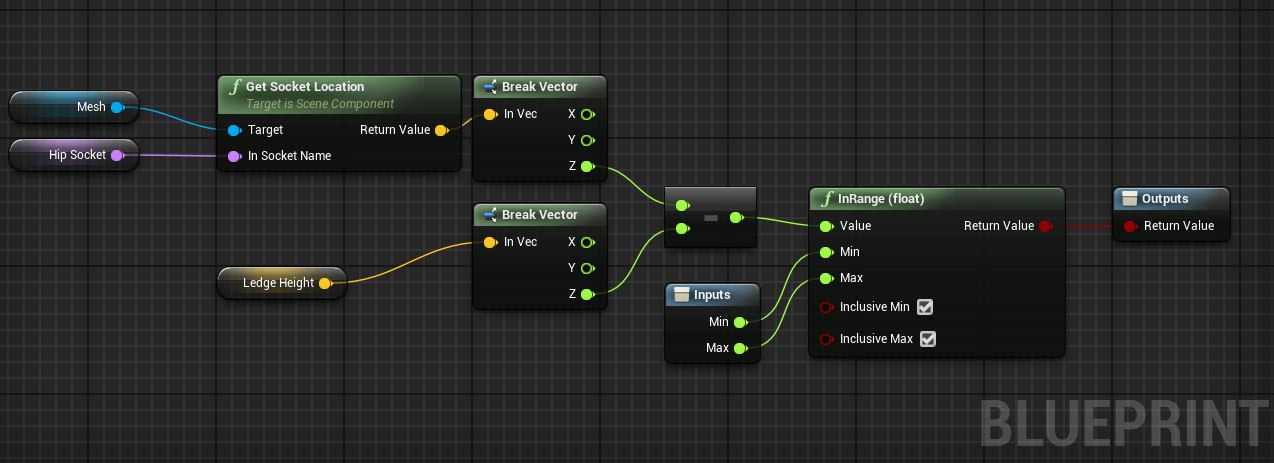 Mesh
Hip Socket
f Get Socket Location
Target is Scene Component
Target
Return Value
In Socket Name
Break Vector
In Vec
X
Y
Z
Break Vector
In Vec
X
Y
Z
Ledge Height
-
Inputs
Min
Max
f InRange (float)
Value
Return Value
Min
Max
Inclusive Min
Inclusive Max
Outputs
Return Value
BLUEPRINT